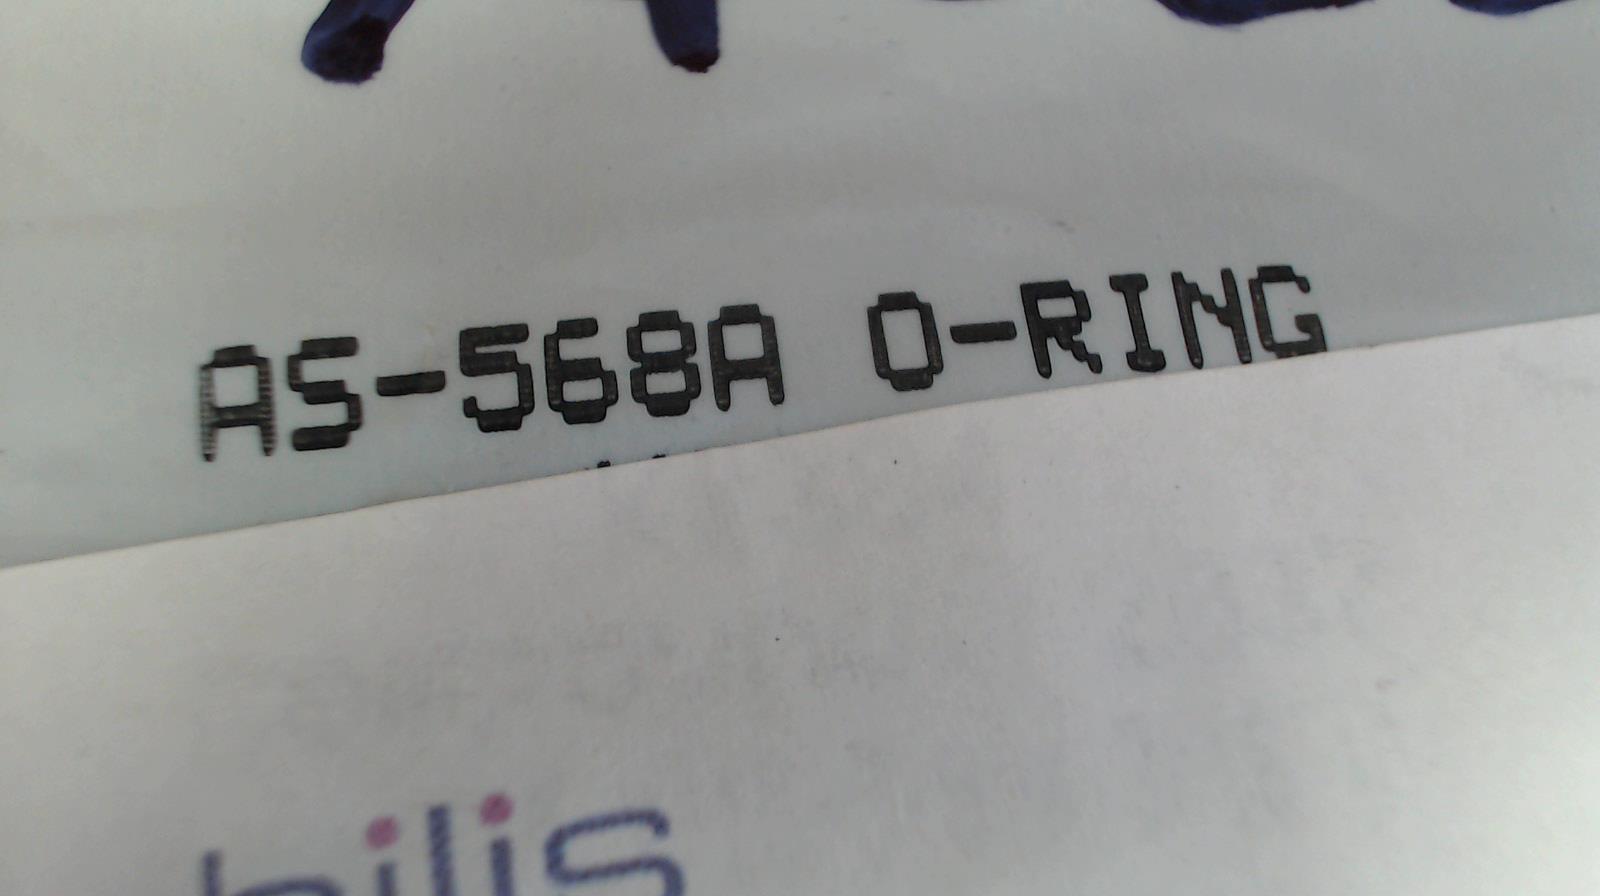 AS-568A O-RING
bilis